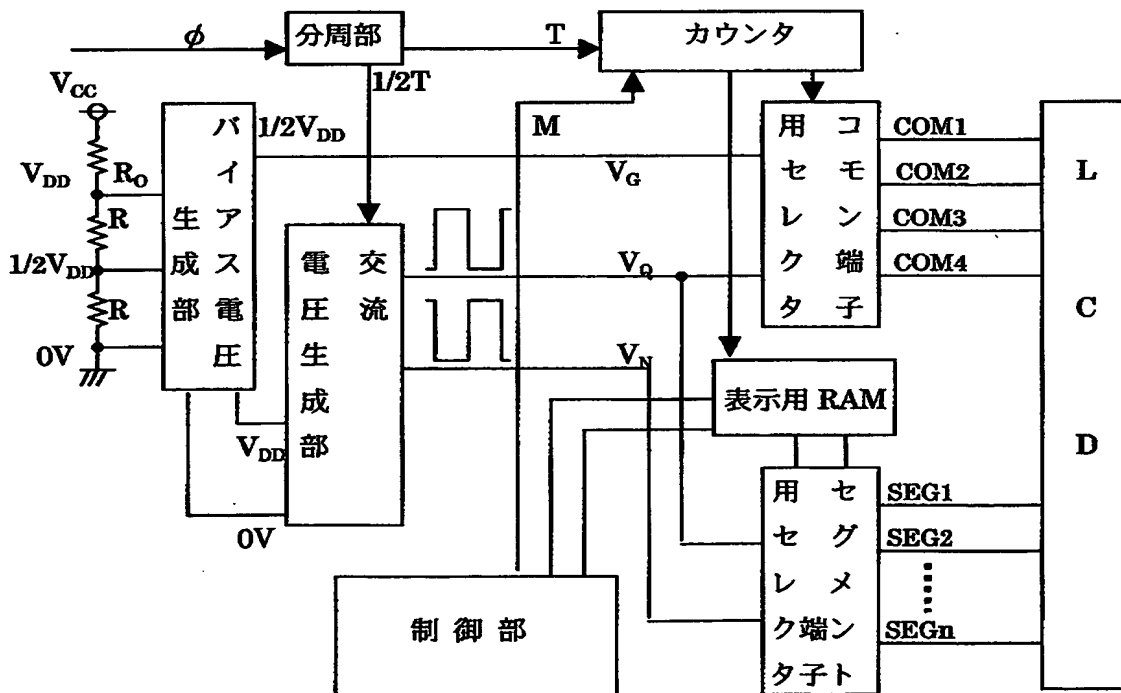 φ
分周部
T
カウンタ
1/2T
V_CC
V_DD
R_O
R
1/2V_DD
R
0V
バイアス電圧
生成部
1/2V_DD
M
V_G
コモン端子
用セレクタ
COM1
COM2
COM3
COM4
LCD
交流
電圧生成部
V_Q
V_N
V_DD
0V
表示用 RAM
セグメント
用セレクタ端子
SEG1
SEG2
SEGn
制御部